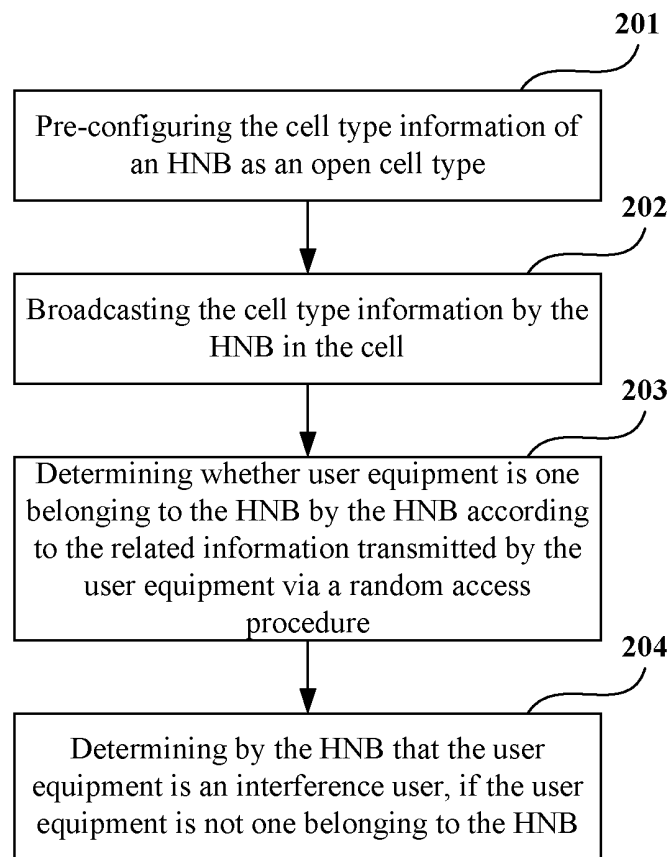 201
Pre-configuring the cell type information of
an HNB as an open cell type
202
Broadcasting the cell type information by the
HNB in the cell
203
Determining whether user equipment is one
belonging to the HNB by the HNB according
to the related information transmitted by the
user equipment via a random access
procedure
204
Determining by the HNB that the user
equipment is an interference user, if the user
equipment is not one belonging to the HNB